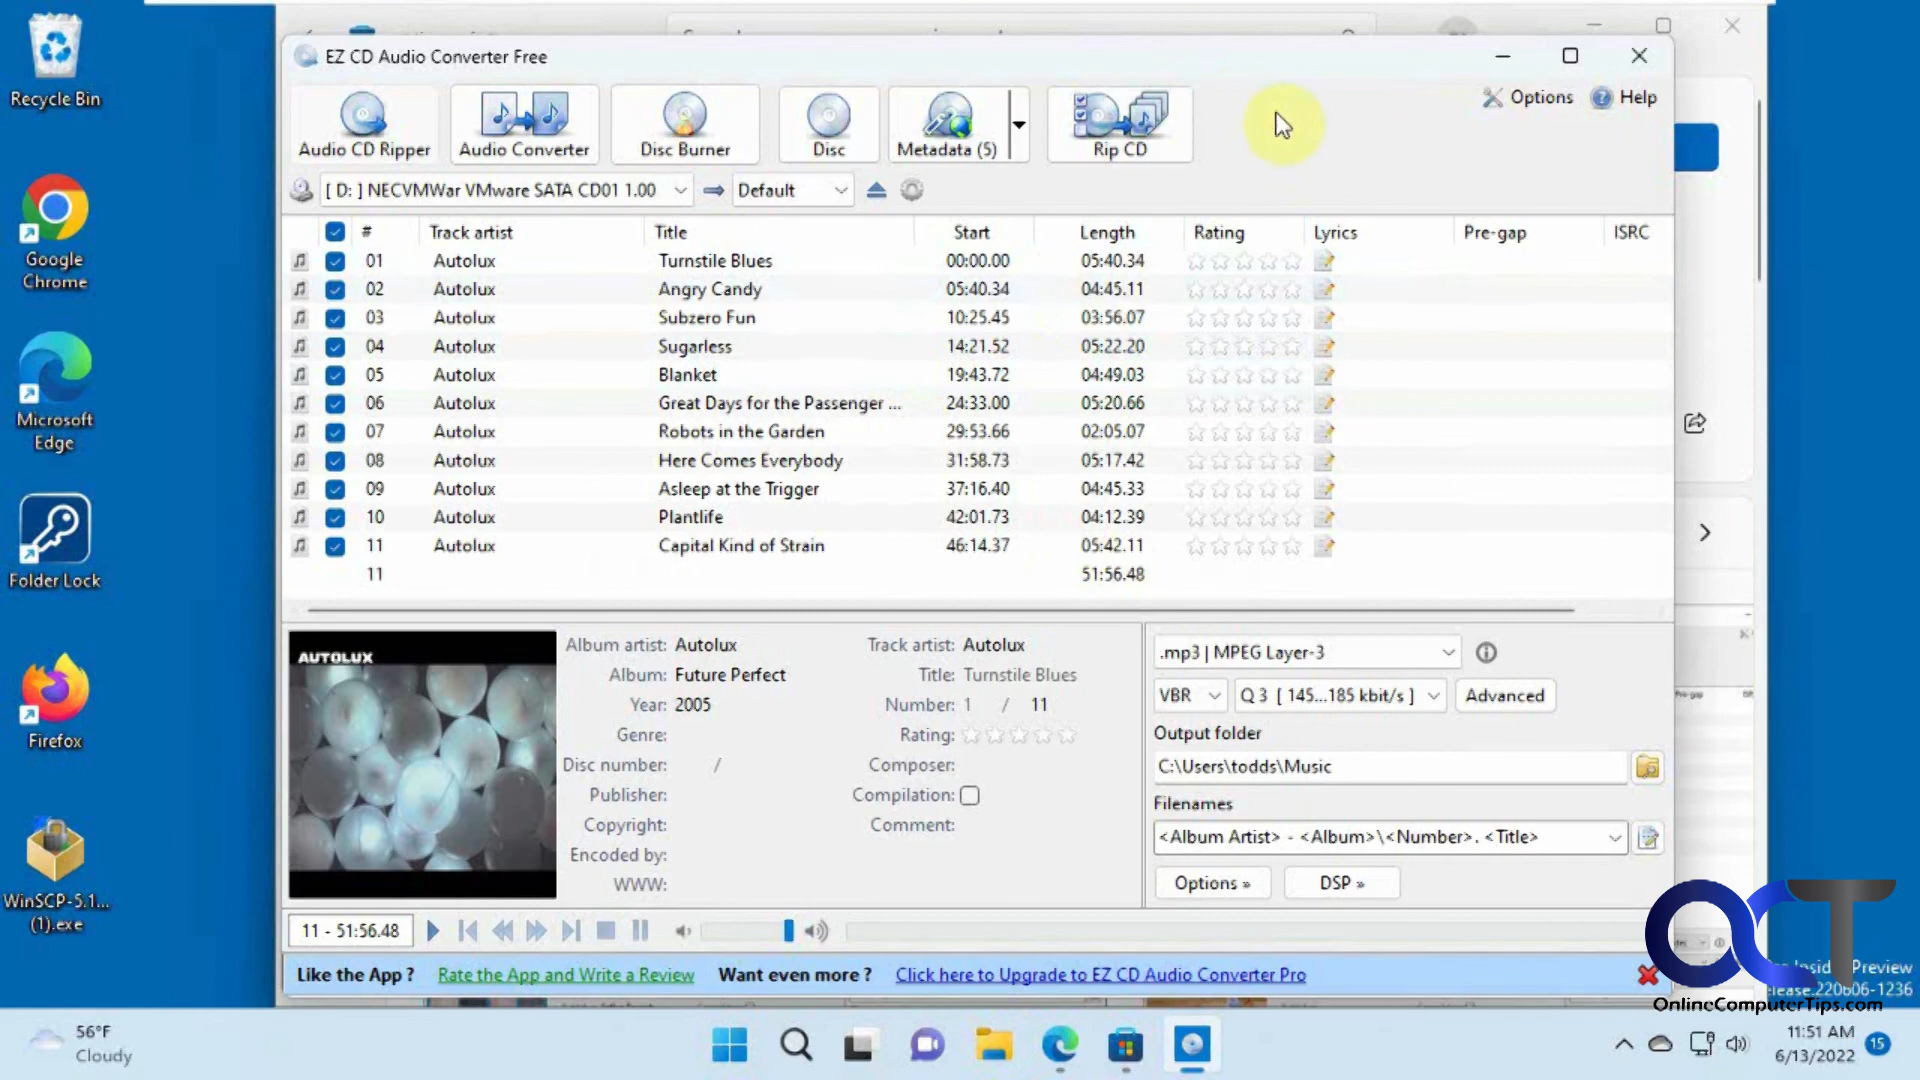 Recycle Bin
Google Chrome
Microsoft Edge
Folder Lock
Firefox
WinSCP-5.1... (1).exe
EZ CD Audio Converter Free
Options
Help
Audio CD Ripper
Audio Converter
Disc Burner
Disc
Metadata (5)
Rip CD
[ D: ] NECVMWar VMware SATA CD01 1.00
Default
# Track artist Title Start Length Rating Lyrics Pre-gap ISRC
01 Autolux Turnstile Blues 00:00.00 05:40.34
02 Autolux Angry Candy 05:40.34 04:45.11
03 Autolux Subzero Fun 10:25.45 03:56.07
04 Autolux Sugarless 14:21.52 05:22.20
05 Autolux Blanket 19:43.72 04:49.03
06 Autolux Great Days for the Passenger ... 24:33.00 05:20.66
07 Autolux Robots in the Garden 29:53.66 02:05.07
08 Autolux Here Comes Everybody 31:58.73 05:17.42
09 Autolux Asleep at the Trigger 37:16.40 04:45.33
10 Autolux Plantlife 42:01.73 04:12.39
11 Autolux Capital Kind of Strain 46:14.37 05:42.11
11 51:56.48
AUTOLUX
Album artist: Autolux
Album: Future Perfect
Year: 2005
Genre:
Disc number: /
Publisher:
Copyright:
Encoded by:
WWW:
Track artist: Autolux
Title: Turnstile Blues
Number: 1 / 11
Rating:
Composer:
Compilation:
Comment:
.mp3 | MPEG Layer-3
VBR
Q 3 [ 145...185 kbit/s ]
Advanced
Output folder
C:\Users\todds\Music
Filenames
<Album Artist> - <Album>\<Number>. <Title>
Options »
DSP »
11 - 51:56.48
Like the App ? Rate the App and Write a Review Want even more ? Click here to Upgrade to EZ CD Audio Converter Pro
Preview
220606-1236
OCT
OnlineComputerTips.com
56°F
Cloudy
11:51 AM
6/13/2022
15